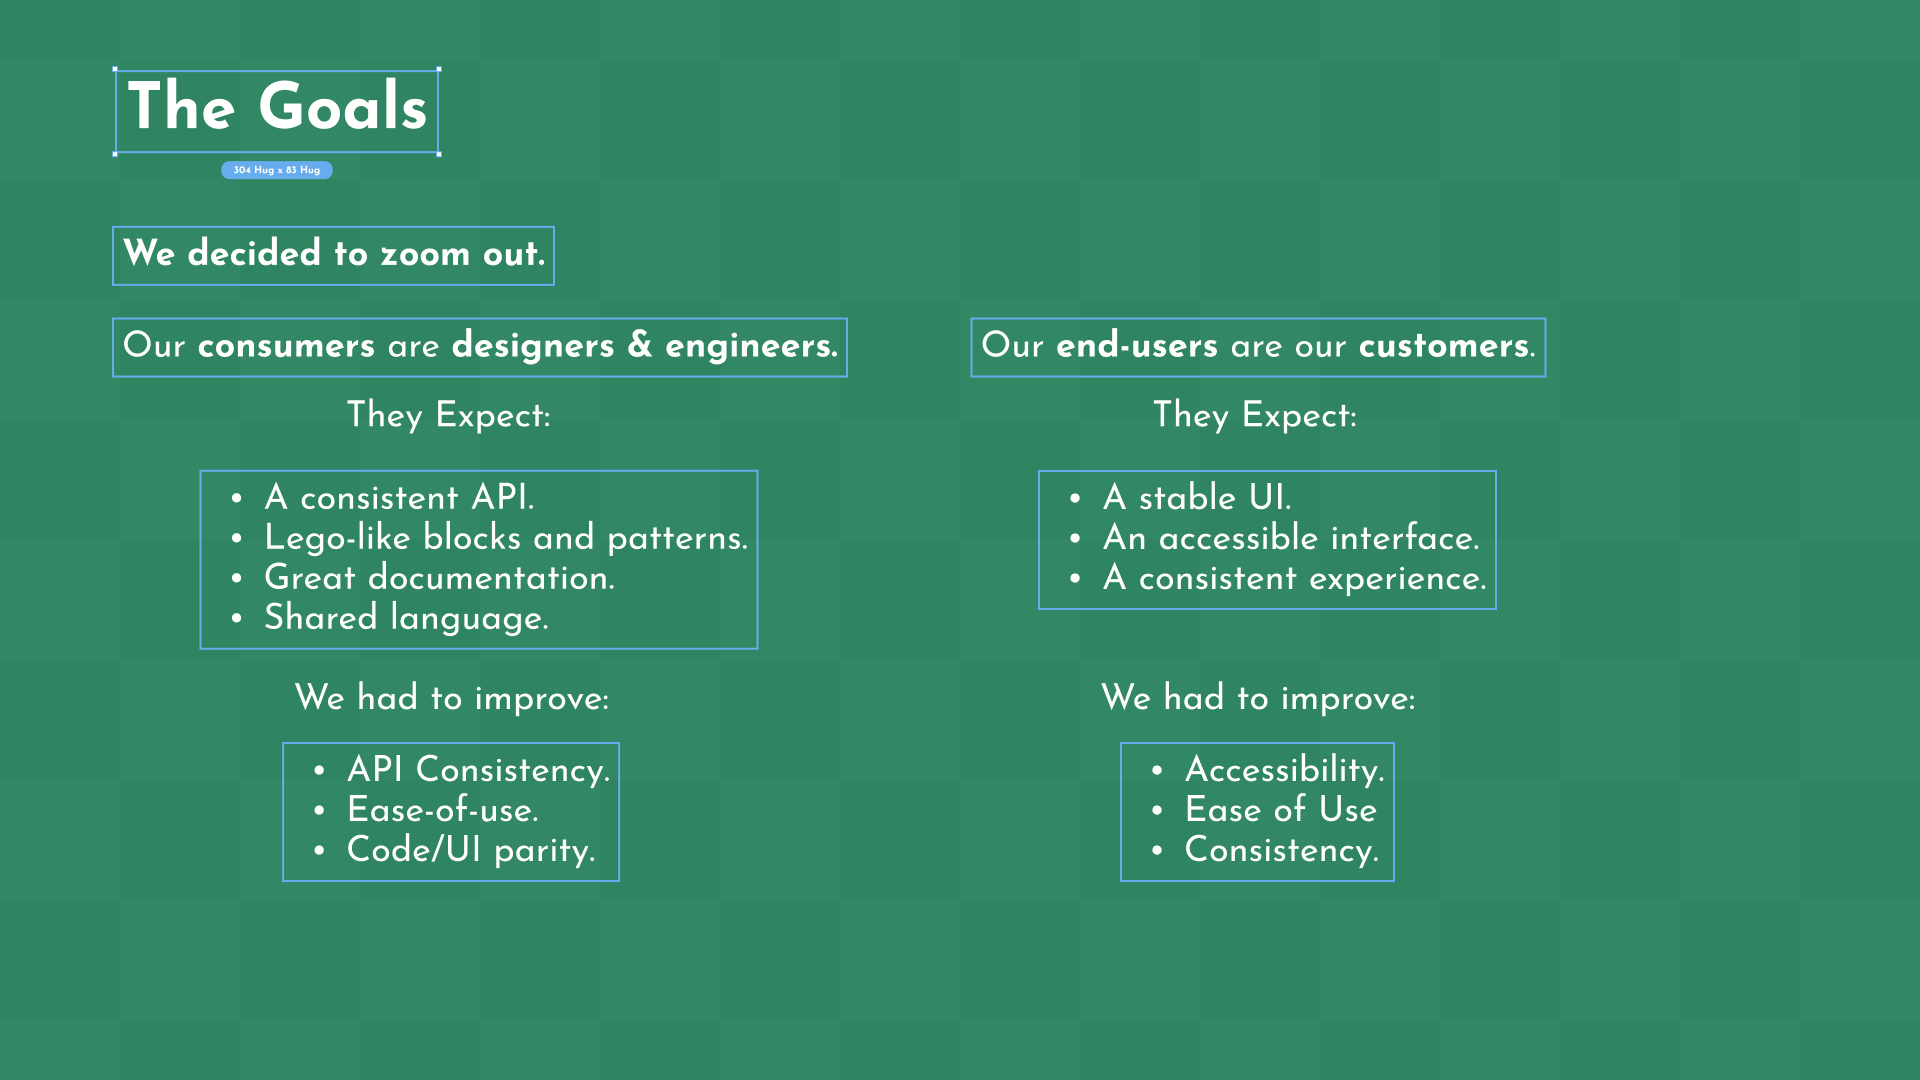 The Goals
304 Hug x 83 Hug
We decided to zoom out.
Our consumers are designers & engineers.
They Expect:
• A consistent API.
• Lego-like blocks and patterns.
• Great documentation.
• Shared language.
We had to improve:
• API Consistency.
• Ease-of-use.
• Code/UI parity.
Our end-users are our customers.
They Expect:
• A stable UI.
• An accessible interface.
• A consistent experience.
We had to improve:
• Accessibility.
• Ease of Use
• Consistency.